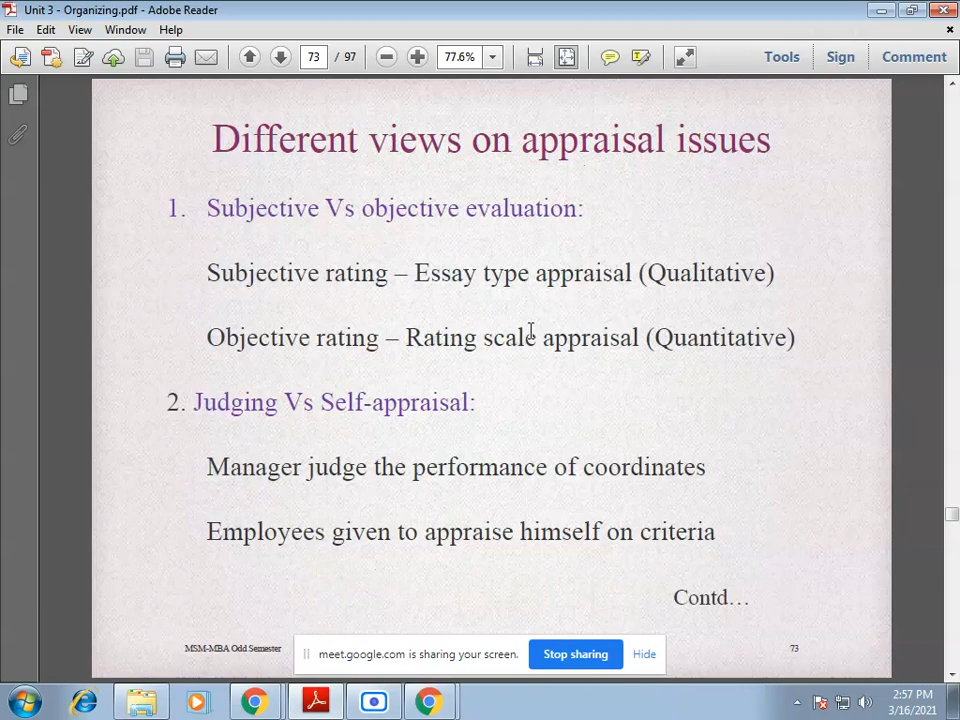 Unit 3 - Organizing.pdf - Adobe Reader
File Edit View Window Help
73 / 97 77.6% Tools Sign Comment
Different views on appraisal issues
1. Subjective Vs objective evaluation:
Subjective rating – Essay type appraisal (Qualitative)
Objective rating – Rating scale appraisal (Quantitative)
2. Judging Vs Self-appraisal:
Manager judge the performance of coordinates
Employees given to appraise himself on criteria
Contd…
MSM-MBA Odd Semester
73
meet.google.com is sharing your screen. Stop sharing Hide
2:57 PM
3/16/2021